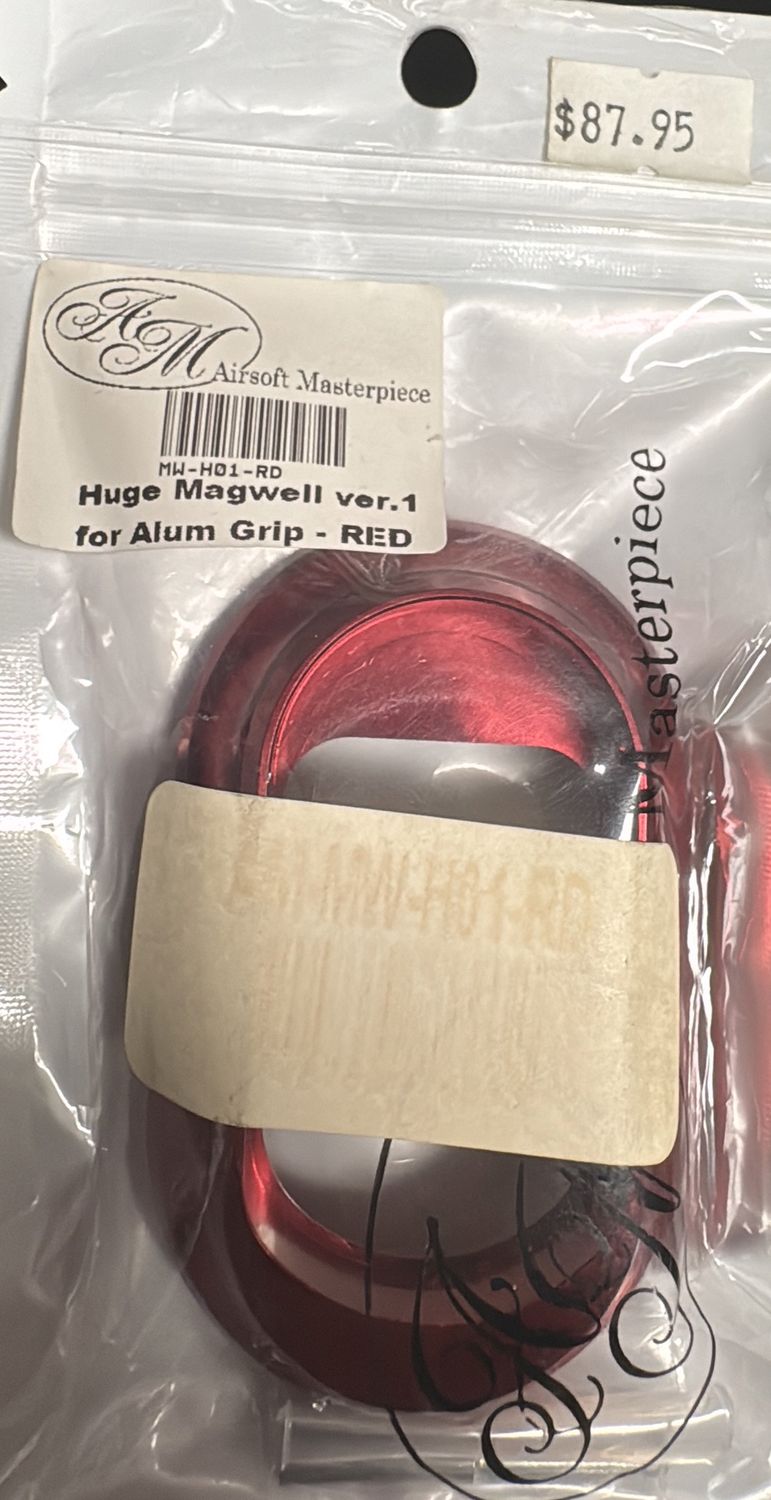 $87.95
AM
Airsoft Masterpiece
MW-H01-RD
Huge Magwell ver.1
for Alum Grip - RED
Masterpiece